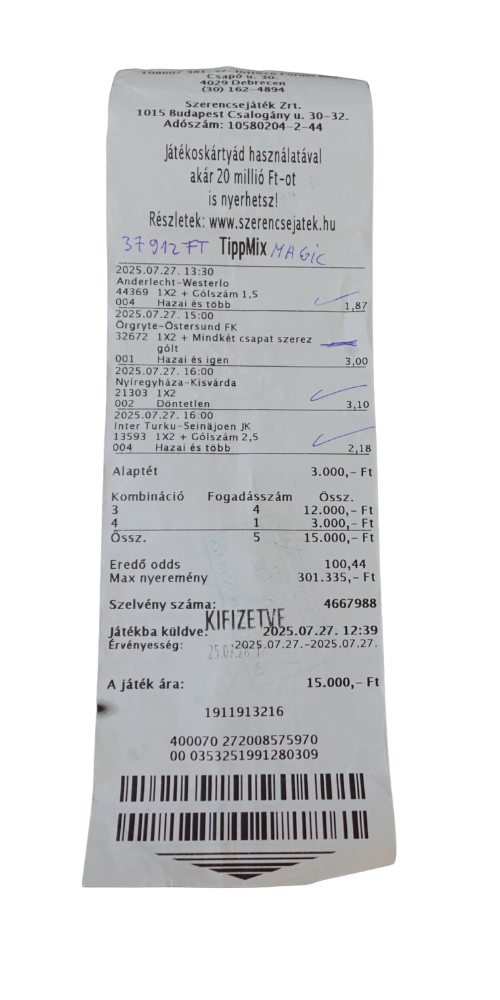 Csapó u. 30.
4029 Debrecen
(30) 162-4894
Szerencsejáték Zrt.
1015 Budapest Csalogány u. 30-32.
Adószám: 10580204-2-44
Játékoskártyád használatával
akár 20 millió Ft-ot
is nyerhetsz!
Részletek: www.szerencsejatek.hu
37912 FT TippMix MAGIC
2025.07.27. 13:30
Anderlecht-Westerlo
44369 1X2 + Gólszám 1,5
004 Hazai és több 1,87
2025.07.27. 15:00
Örgryte-Östersund FK
32672 1X2 + Mindkét csapat szerez
gólt
001 Hazai és igen 3,00
2025.07.27. 16:00
Nyíregyháza-Kisvárda
21303 1X2
002 Döntetlen 3,10
2025.07.27. 16:00
Inter Turku-Seinäjoen JK
13593 1X2 + Gólszám 2,5
004 Hazai és több 2,18
Alaptét 3.000,- Ft
Kombináció Fogadásszám Össz.
3 4 12.000,- Ft
4 1 3.000,- Ft
Össz. 5 15.000,- Ft
Eredő odds 100,44
Max nyeremény 301.335,- Ft
Szelvény száma: 4667988
KIFIZETVE
Játékba küldve: 2025.07.27. 12:39
Érvényesség: 2025.07.27.-2025.07.27.
A játék ára: 15.000,- Ft
1911913216
400070 272008575970
00 0353251991280309